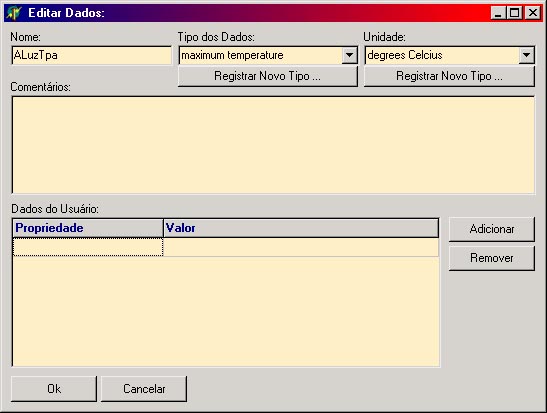 Editar Dados:
Nome: Tipo dos Dados: Unidade:
ALuzTpa maximum temperature degrees Celcius
Registrar Novo Tipo ... Registrar Novo Tipo ...
Comentários:
Dados do Usuário:
Propriedade Valor
Adicionar
Remover
Ok Cancelar